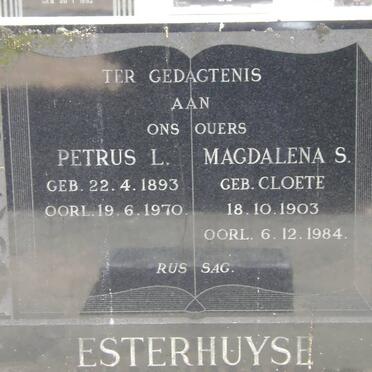 TER GEDAGTENIS
AAN
ONS OUERS
PETRUS L.
GEB. 22.4.1893
OORL. 19.6.1970.
MAGDALENA S.
GEB. CLOETE
18.10.1903
OORL. 6.12.1984.
RUS SAG.
ESTERHUYSE